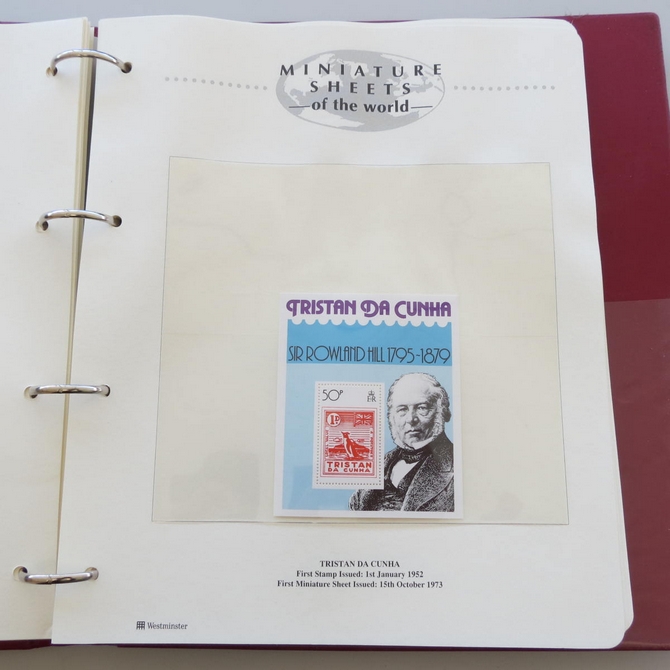 MINIATURE
SHEETS
of the world
TRISTAN DA CUNHA
SIR ROWLAND HILL 1795-1879
50P
E II R
1D
TRISTAN
DA CUNHA
TRISTAN DA CUNHA
First Stamp Issued: 1st January 1952
First Miniature Sheet Issued: 15th October 1973
Westminster